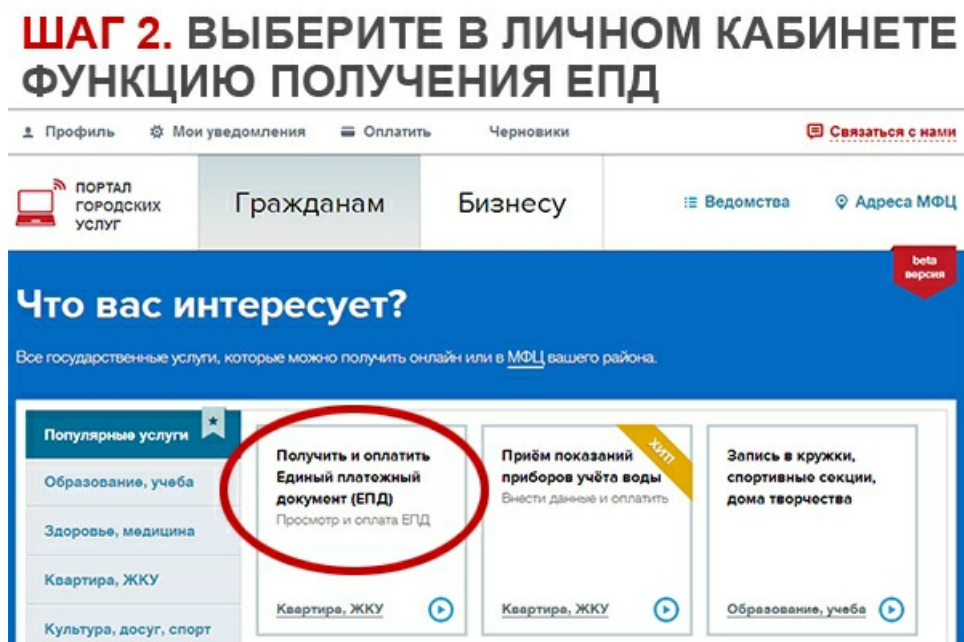 ШАГ 2. ВЫБЕРИТЕ В ЛИЧНОМ КАБИНЕТЕ
ФУНКЦИЮ ПОЛУЧЕНИЯ ЕПД
Профиль Мои уведомления Оплатить Черновики Связаться с нами
ПОРТАЛ
ГОРОДСКИХ
УСЛУГ
Гражданам Бизнесу Ведомства Адреса МФЦ
beta
версия
Что вас интересует?
Все государственные услуги, которые можно получить онлайн или в МФЦ вашего района.
Популярные услуги
Образование, учеба
Здоровье, медицина
Квартира, ЖКУ
Культура, досуг, спорт
Получить и оплатить
Единый платежный
документ (ЕПД)
Просмотр и оплата ЕПД
Квартира, ЖКУ
ХИТ!
Приём показаний
приборов учёта воды
Внести данные и оплатить
Квартира, ЖКУ
Запись в кружки,
спортивные секции,
дома творчества
Образование, учеба